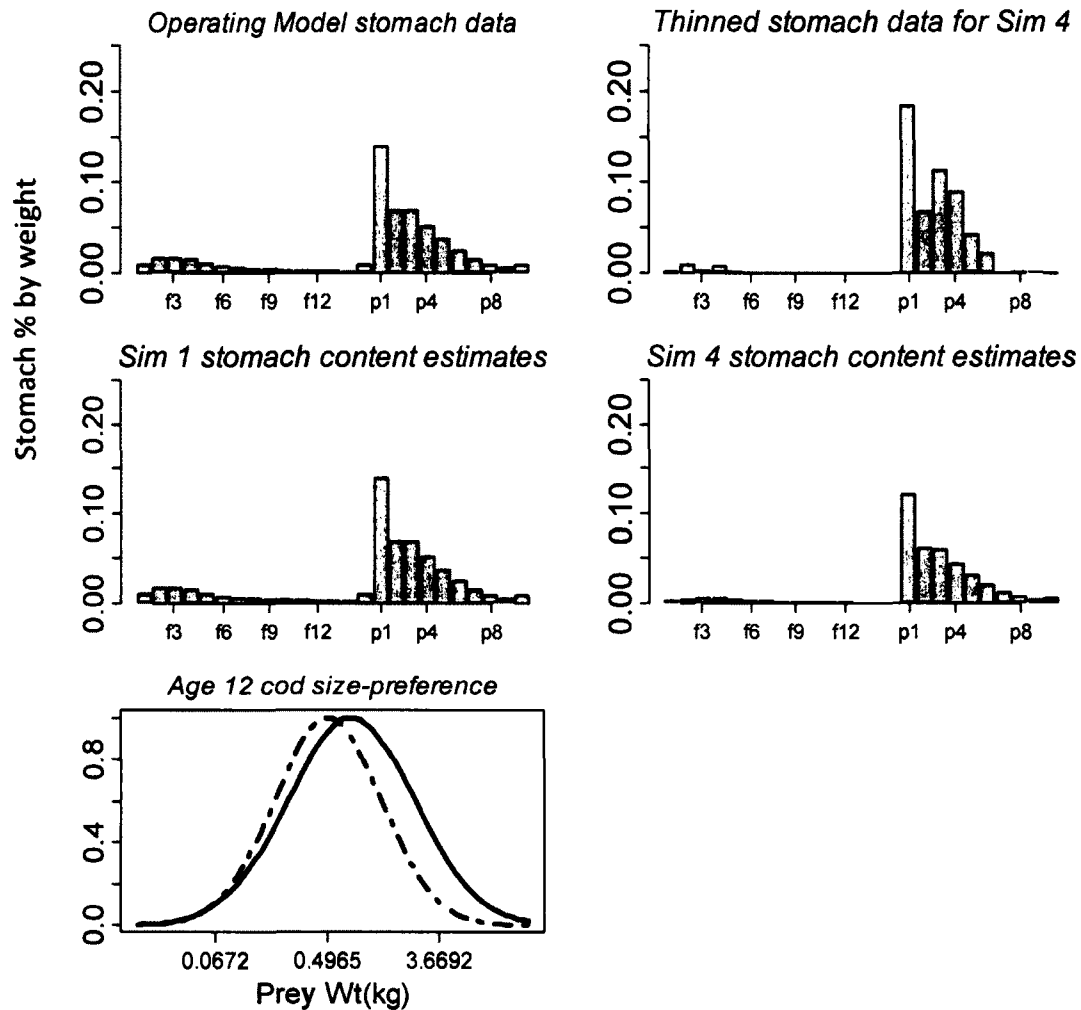 Operating Model stomach data
Thinned stomach data for Sim 4
Stomach % by weight
0.20
0.10
0.00
f3 f6 f9 f12 p1 p4 p8
0.20
0.10
0.00
f3 f6 f9 f12 p1 p4 p8
Sim 1 stomach content estimates
Sim 4 stomach content estimates
0.20
0.10
0.00
f3 f6 f9 f12 p1 p4 p8
0.20
0.10
0.00
f3 f6 f9 f12 p1 p4 p8
Age 12 cod size-preference
0.8
0.4
0.0
0.0672 0.4965 3.6692
Prey Wt(kg)